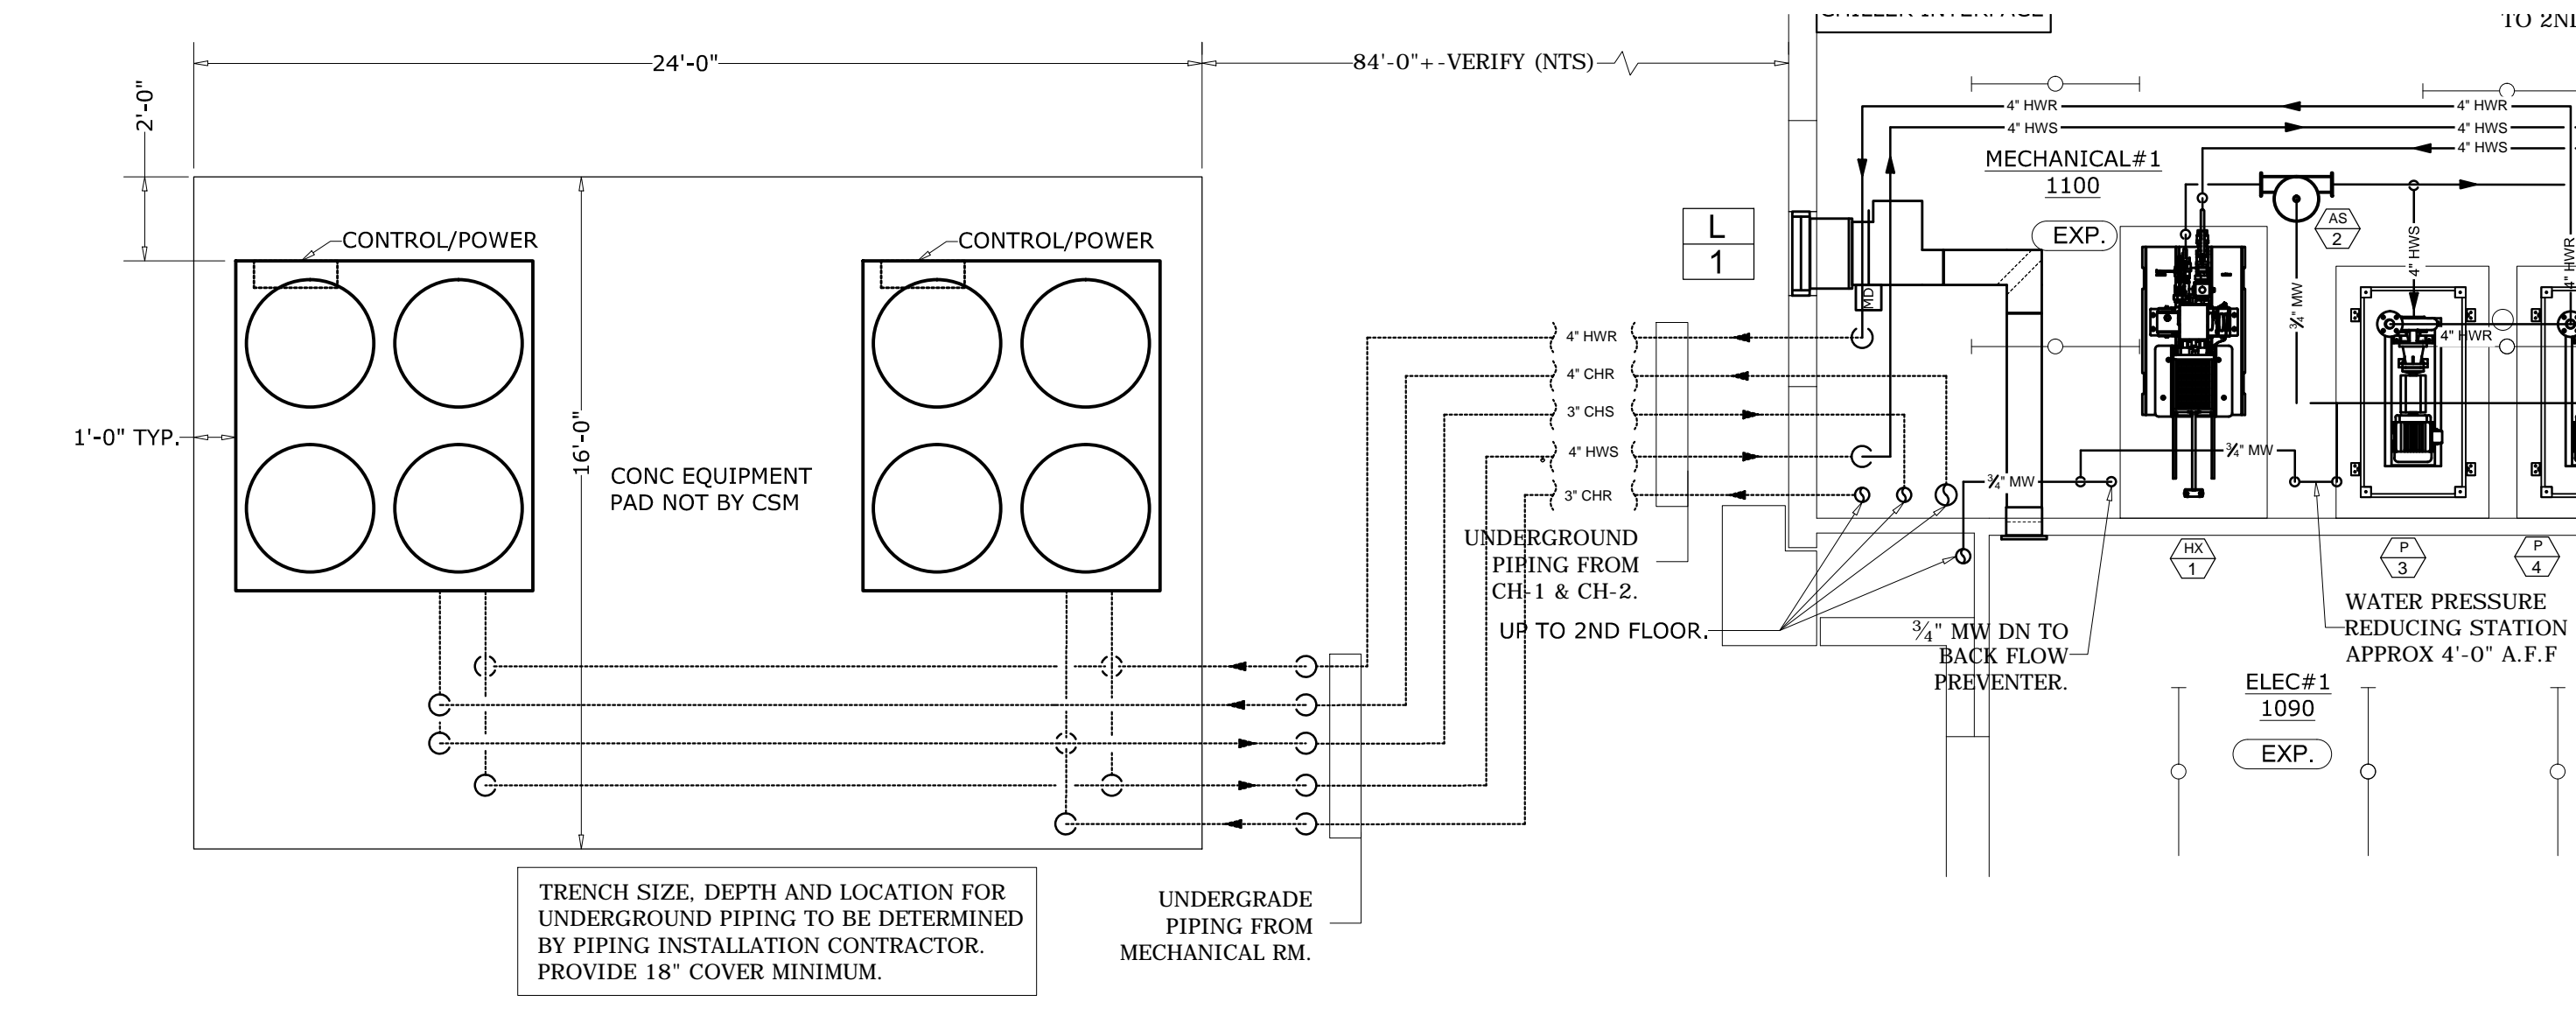 TO 2ND
24'-0"
84'-0"+-VERIFY (NTS)
2'-0"
4" HWR
4" HWR
4" HWS
4" HWS
4" HWS
MECHANICAL#1
1100
EXP.
L
1
AS
2
CONTROL/POWER
CONTROL/POWER
4" HWS
4" HWR
MD
¾" MW
4" HWR
4" HWR
4" CHR
3" CHS
4" HWS
3" CHR
1'-0" TYP.
16'-0"
CONC EQUIPMENT
PAD NOT BY CSM
¾" MW
¾" MW
UNDERGROUND
PIPING FROM
CH-1 & CH-2.
UP TO 2ND FLOOR.
HX
1
P
3
P
4
¾" MW DN TO
BACK FLOW
PREVENTER.
WATER PRESSURE
REDUCING STATION
APPROX 4'-0" A.F.F
ELEC#1
1090
EXP.
TRENCH SIZE, DEPTH AND LOCATION FOR
UNDERGROUND PIPING TO BE DETERMINED
BY PIPING INSTALLATION CONTRACTOR.
PROVIDE 18" COVER MINIMUM.
UNDERGRADE
PIPING FROM
MECHANICAL RM.